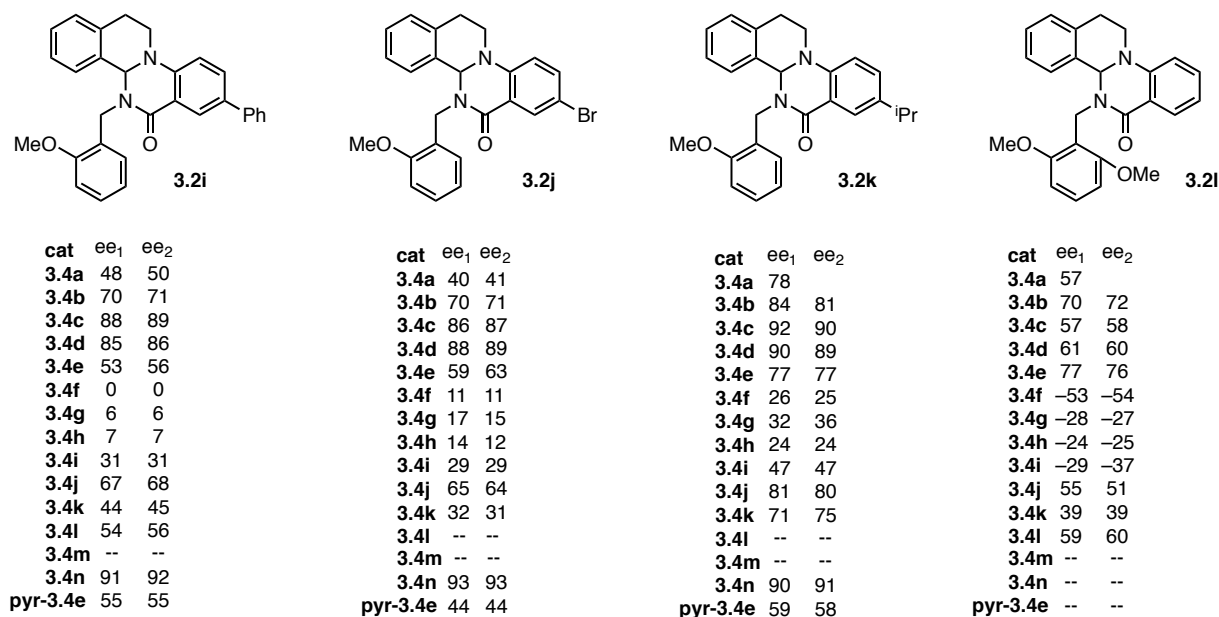 N N O Ph MeO 3.2i
N N O Br MeO 3.2j
N N O iPr MeO 3.2k
N N O MeO OMe 3.2l
cat ee1 ee2
3.4a 48 50
3.4b 70 71
3.4c 88 89
3.4d 85 86
3.4e 53 56
3.4f 0 0
3.4g 6 6
3.4h 7 7
3.4i 31 31
3.4j 67 68
3.4k 44 45
3.4l 54 56
3.4m -- --
3.4n 91 92
pyr-3.4e 55 55
cat ee1 ee2
3.4a 40 41
3.4b 70 71
3.4c 86 87
3.4d 88 89
3.4e 59 63
3.4f 11 11
3.4g 17 15
3.4h 14 12
3.4i 29 29
3.4j 65 64
3.4k 32 31
3.4l -- --
3.4m -- --
3.4n 93 93
pyr-3.4e 44 44
cat ee1 ee2
3.4a 78
3.4b 84 81
3.4c 92 90
3.4d 90 89
3.4e 77 77
3.4f 26 25
3.4g 32 36
3.4h 24 24
3.4i 47 47
3.4j 81 80
3.4k 71 75
3.4l -- --
3.4m -- --
3.4n 90 91
pyr-3.4e 59 58
cat ee1 ee2
3.4a 57
3.4b 70 72
3.4c 57 58
3.4d 61 60
3.4e 77 76
3.4f –53 –54
3.4g –28 –27
3.4h –24 –25
3.4i –29 –37
3.4j 55 51
3.4k 39 39
3.4l 59 60
3.4m -- --
3.4n -- --
pyr-3.4e -- --